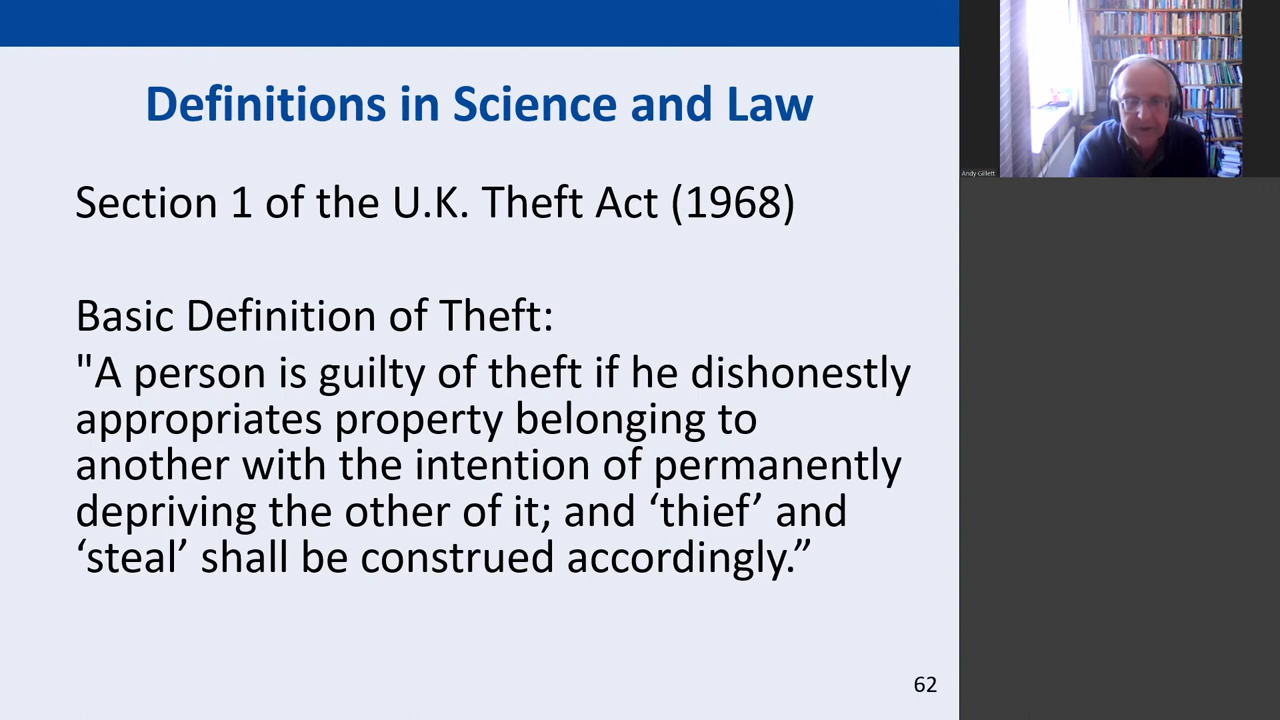 Definitions in Science and Law
Section 1 of the U.K. Theft Act (1968)
Basic Definition of Theft:
"A person is guilty of theft if he dishonestly
appropriates property belonging to
another with the intention of permanently
depriving the other of it; and ‘thief’ and
‘steal’ shall be construed accordingly.”
62
Andy Gillett